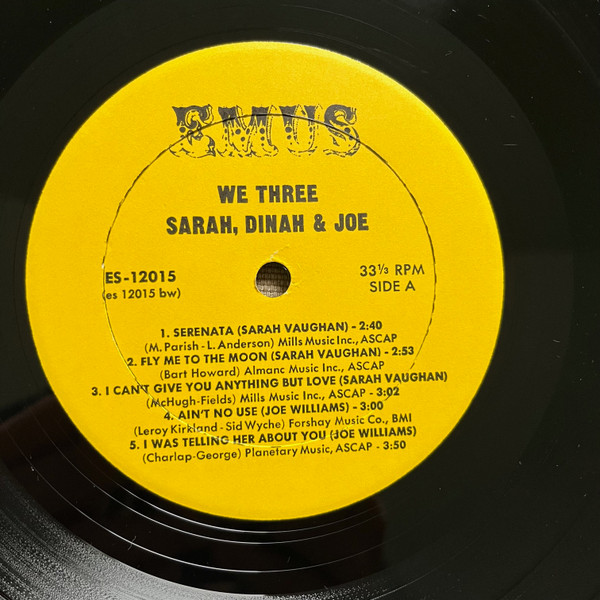 EMUS
WE THREE
SARAH, DINAH & JOE
ES-12015
(es 12015 bw)
33⅓ RPM
SIDE A
1. SERENATA (SARAH VAUGHAN) - 2:40
(M. Parish - L. Anderson) Mills Music Inc., ASCAP
2. FLY ME TO THE MOON (SARAH VAUGHAN) - 2:53
(Bart Howard) Almanc Music Inc., ASCAP
3. I CAN'T GIVE YOU ANYTHING BUT LOVE (SARAH VAUGHAN)
(McHugh-Fields) Mills Music Inc., ASCAP - 3:02
4. AIN'T NO USE (JOE WILLIAMS) - 3:00
(Leroy Kirkland - Sid Wyche) Forshay Music Co., BMI
5. I WAS TELLING HER ABOUT YOU (JOE WILLIAMS)
(Charlap-George) Planetary Music, ASCAP - 3:50